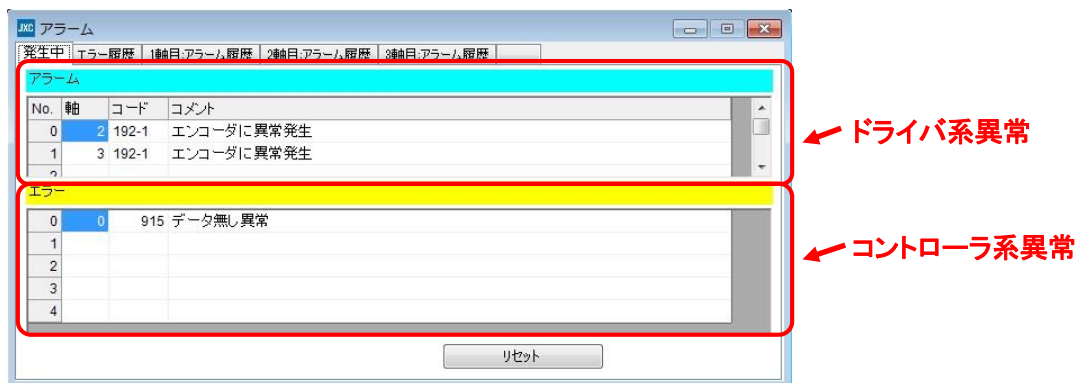 JXC アラーム
発生中 エラー履歴 1軸目:アラーム履歴 2軸目:アラーム履歴 3軸目:アラーム履歴
アラーム
No. 軸 コード コメント
0 2 192-1 エンコーダに異常発生
1 3 192-1 エンコーダに異常発生
2
ドライバ系異常
エラー
0 0 915 データ無し異常
1
2
3
4
コントローラ系異常
リセット